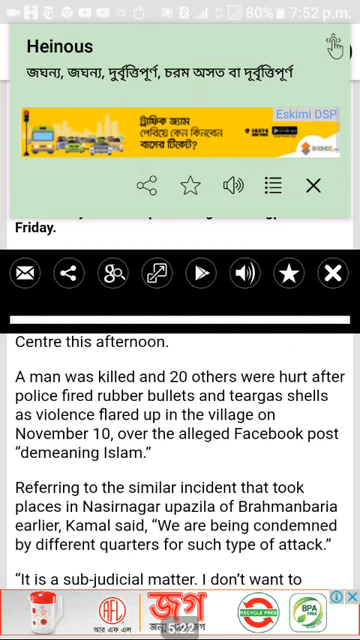 80% 7:52 p.m.
Heinous
জঘন্য, জঘন্য, দুর্বৃত্তিপূর্ণ, চরম অসত বা দূর্বৃত্তিপূর্ণ
Eskimi DSP
ট্রাফিক জ্যাম
পেরিয়ে কেন কিনবেন
বাসের টিকেট?
16374
SHOHOZ
Friday.
Centre this afternoon.
A man was killed and 20 others were hurt after
police fired rubber bullets and teargas shells
as violence flared up in the village on
November 10, over the alleged Facebook post
“demeaning Islam.”
Referring to the similar incident that took
places in Nasirnagar upazila of Brahmanbaria
earlier, Kamal said, “We are being condemned
by different quarters for such type of attack.”
“It is a sub-judicial matter. I don’t want to
RFL
আর এফ এল
জগ
5:22
RECYCLE FREE
BPA
FREE